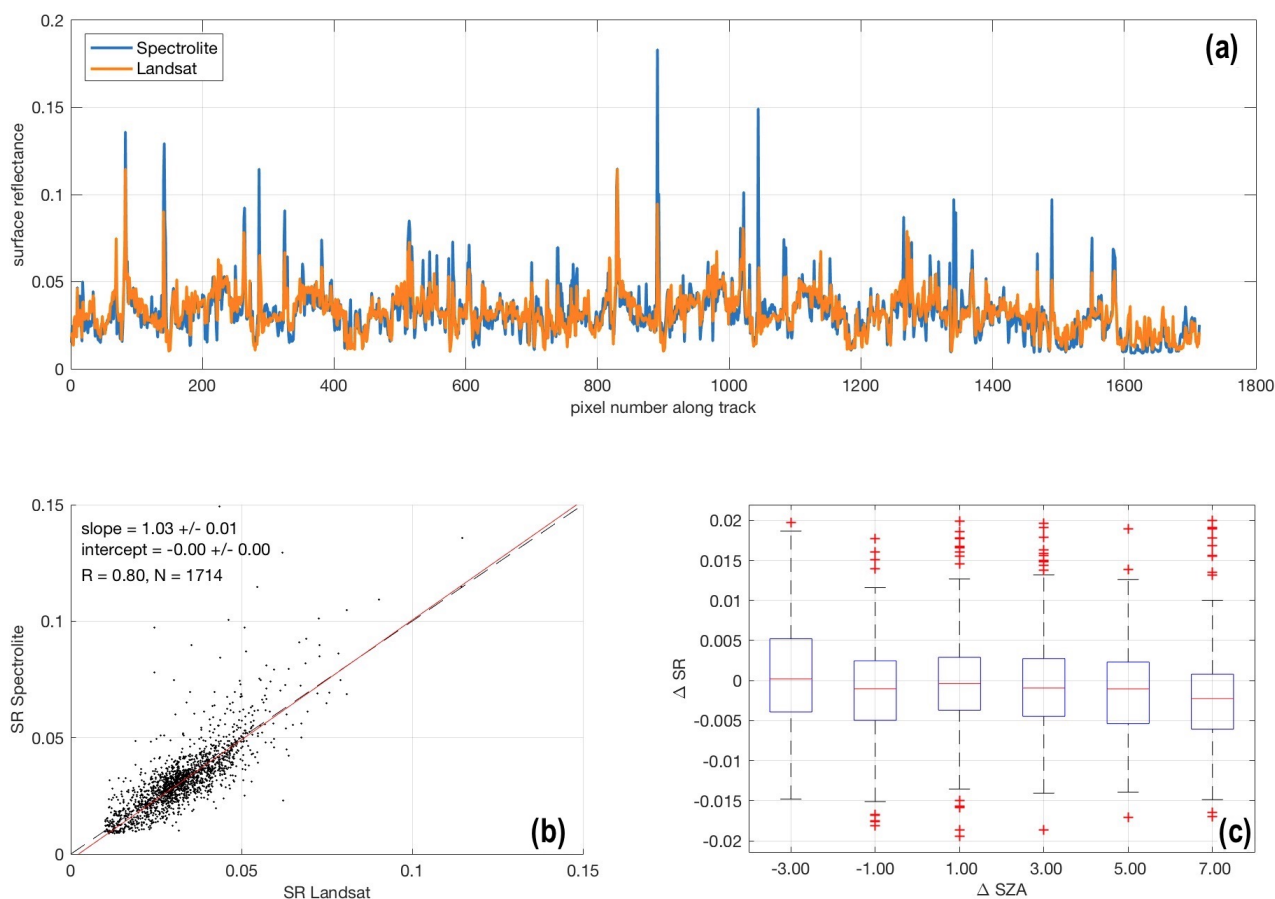 (a)
Spectrolite
Landsat
surface reflectance
0.2
0.15
0.1
0.05
0
0 200 400 600 800 1000 1200 1400 1600 1800
pixel number along track
slope = 1.03 +/- 0.01
intercept = -0.00 +/- 0.00
R = 0.80, N = 1714
SR Spectrolite
0.15
0.1
0.05
0
0 0.05 0.1 0.15
SR Landsat
(b)
Δ SR
0.02
0.015
0.01
0.005
0
-0.005
-0.01
-0.015
-0.02
-3.00 -1.00 1.00 3.00 5.00 7.00
Δ SZA
(c)